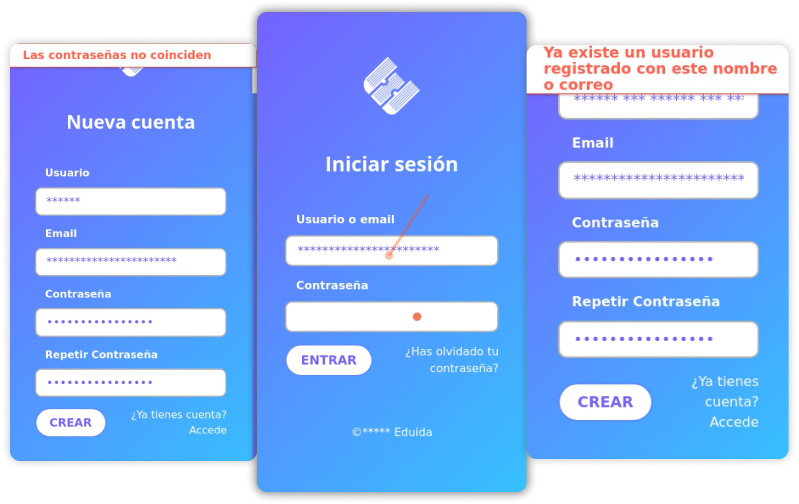 Las contraseñas no coinciden
Nueva cuenta
Usuario
******
Email
***********************
Contraseña
••••••••••••••••
Repetir Contraseña
••••••••••••••••
CREAR
¿Ya tienes cuenta?
Accede
Iniciar sesión
Usuario o email
***********************
Contraseña
ENTRAR
¿Has olvidado tu
contraseña?
©***** Eduida
Ya existe un usuario
registrado con este nombre
o correo
****** *** ****** *** **
Email
***********************
Contraseña
••••••••••••••••
Repetir Contraseña
••••••••••••••••
CREAR
¿Ya tienes
cuenta?
Accede